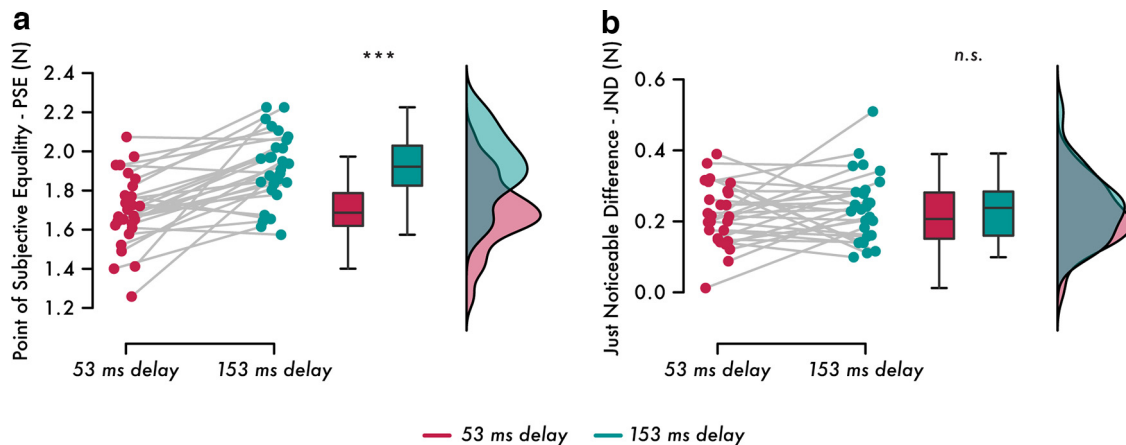 a
Point of Subjective Equality - PSE (N)
***
2.4
2.2
2.0
1.8
1.6
1.4
1.2
53 ms delay
153 ms delay
b
Just Noticeable Difference - JND (N)
n.s.
0.6
0.4
0.2
0.0
53 ms delay
153 ms delay
53 ms delay
153 ms delay